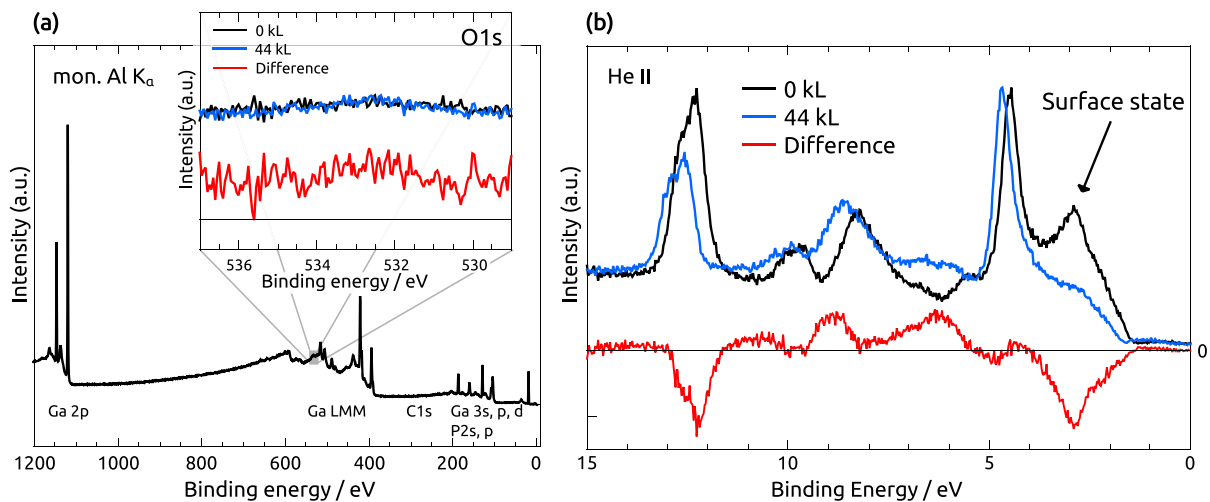 (a)
mon. Al Kα
Intensity (a.u.)
0 kL
44 kL
Difference
O1s
Intensity (a.u.)
536 534 532 530
Binding energy / eV
Ga 2p
Ga LMM
C1s
Ga 3s, p, d
P2s, p
1200 1000 800 600 400 200 0
Binding energy / eV
(b)
He II
0 kL
44 kL
Difference
Surface state
Intensity (a.u.)
0
15 10 5 0
Binding Energy / eV